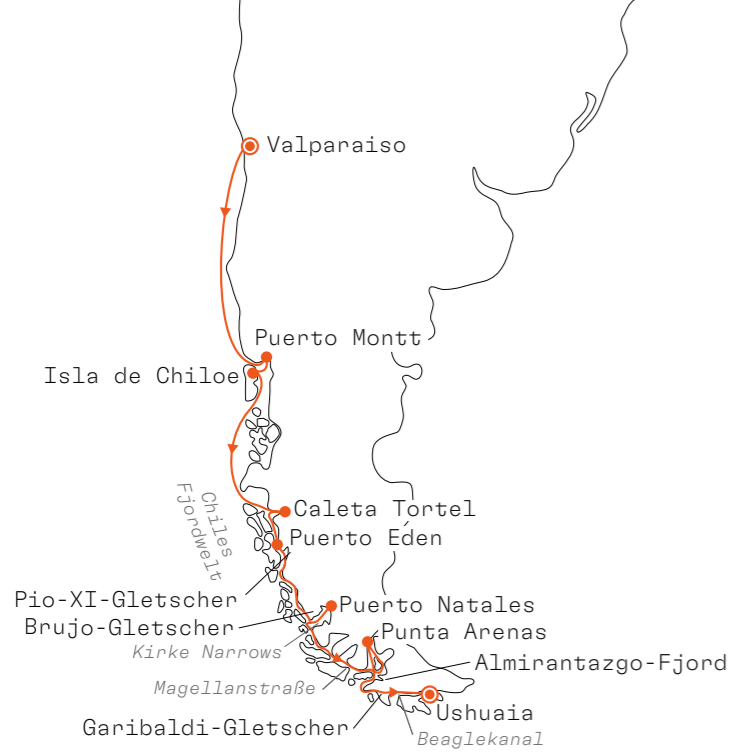 Valparaiso
Puerto Montt
Isla de Chiloe
Caleta Tortel
Chiles
Fjordwelt
Puerto Eden
Pio-XI-Gletscher
Puerto Natales
Brujo-Gletscher
Punta Arenas
Kirke Narrows
Almirantazgo-Fjord
Magellanstraße
Ushuaia
Garibaldi-Gletscher
Beaglekanal